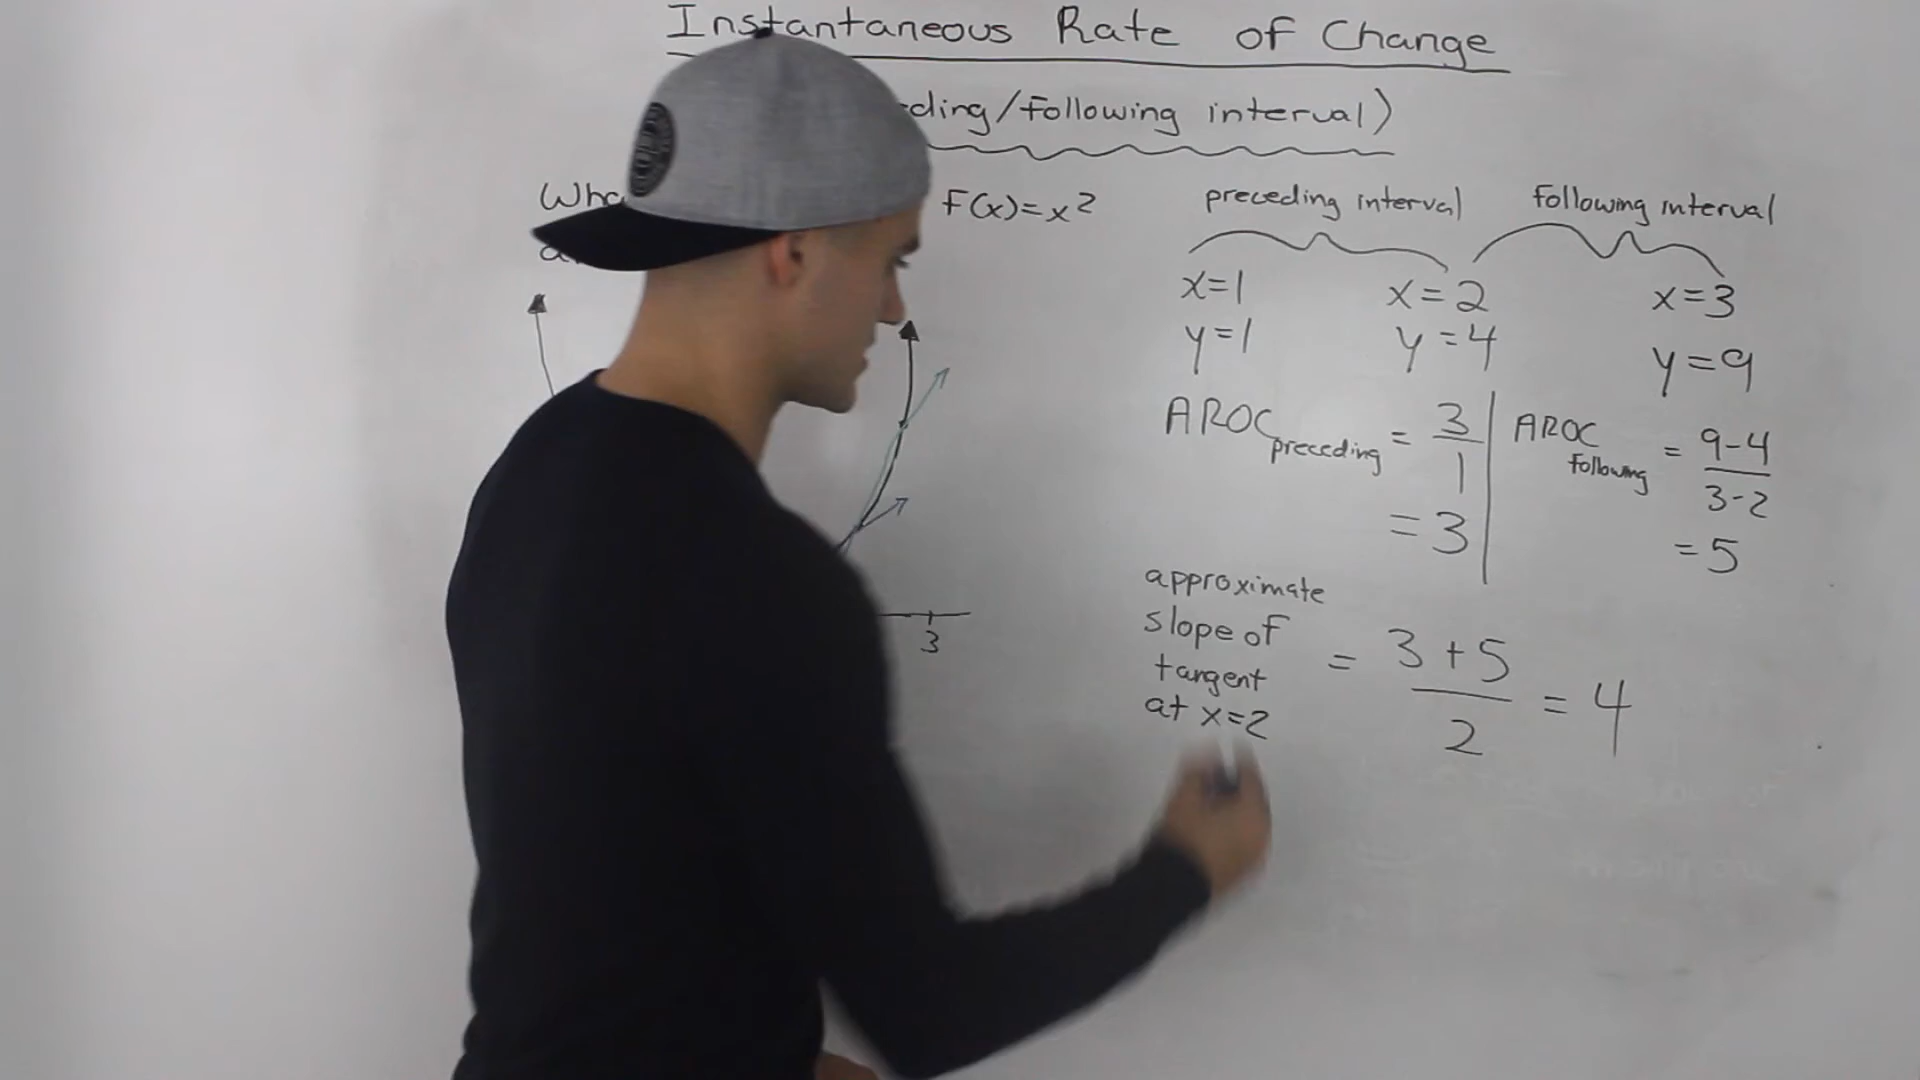 Instantaneous Rate of Change
ding/following interval)
F(x)=x²
preceding interval
following interval
x=1
x=2
x=3
y=1
y=4
y=9
AROC preceding = 3/1
= 3
AROC following = 9-4/3-2
= 5
approximate
slope of
tangent
at x=2
= 3+5/2 = 4
3